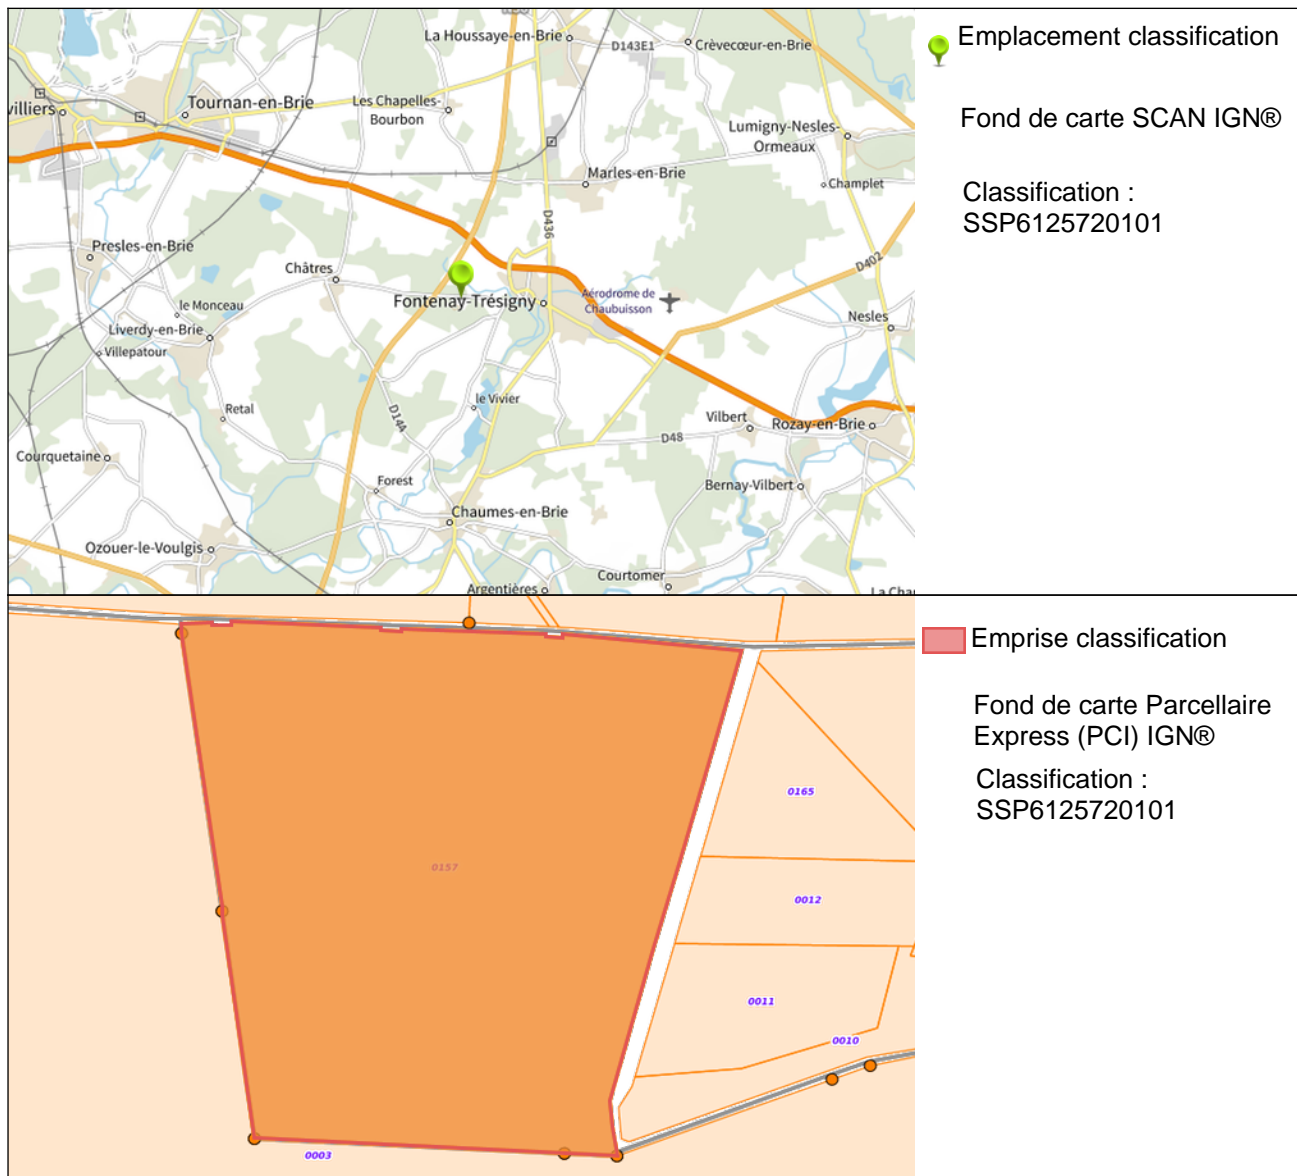 La Houssaye-en-Brie
D143E1
Crèvecœur-en-Brie
villiers
Tournan-en-Brie
Les Chapelles-
Bourbon
Lumigny-Nesles-
Ormeaux
Marles-en-Brie
Champlet
D436
Presles-en-Brie
Châtres
D402
le Monceau
Fontenay-Trésigny
Aérodrome de
Chaubuisson
Nesles
Liverdy-en-Brie
Villepatour
Retal
D144
le Vivier
Vilbert
Rozay-en-Brie
D48
Courquetaine
Forest
Bernay-Vilbert
Chaumes-en-Brie
Ozouer-le-Voulgis
Courtomer
Argentières
La Cha
Emplacement classification
Fond de carte SCAN IGN®
Classification :
SSP6125720101
0157
0165
0012
0011
0010
0003
Emprise classification
Fond de carte Parcellaire
Express (PCI) IGN®
Classification :
SSP6125720101